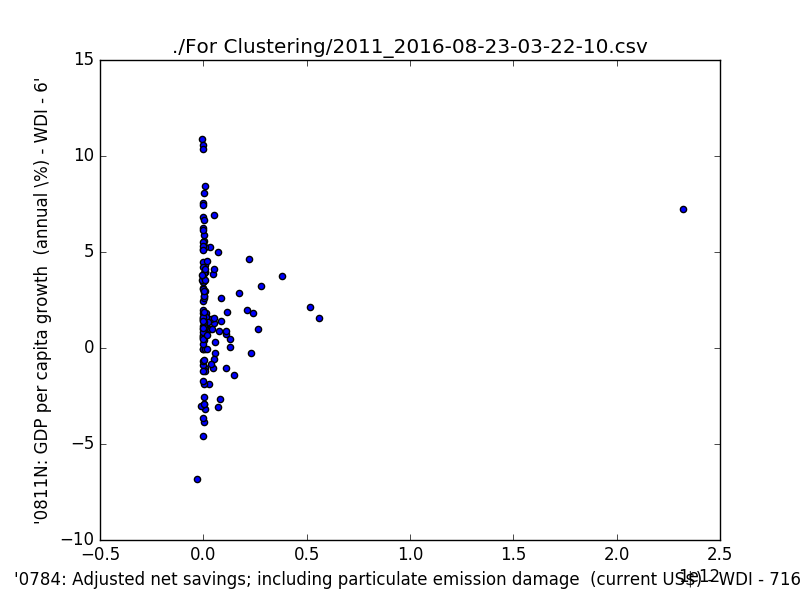 ./For Clustering/2011_2016-08-23-03-22-10.csv
'0811N: GDP per capita growth  (annual \%) - WDI - 6'
15
10
5
0
−5
−10
−0.5 0.0 0.5 1.0 1.5 2.0 2.5
1e12
'0784: Adjusted net savings; including particulate emission damage  (current US$) - WDI - 716